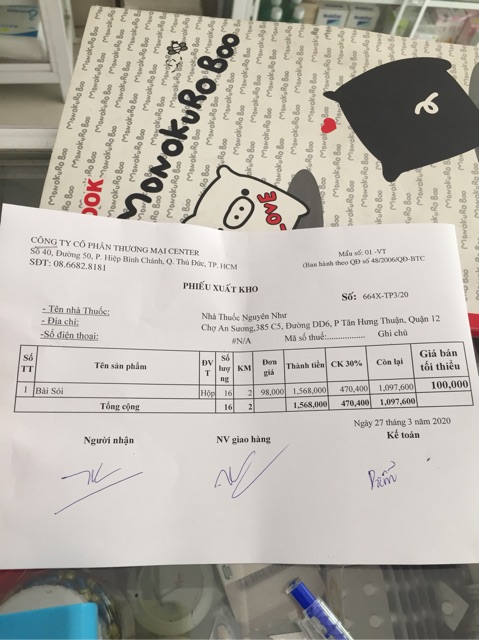 MONOKURO BOO
LOVE
OOK
CÔNG TY CỔ PHẦN THƯƠNG MẠI CENTER
Số 40, Đường 50, P. Hiệp Bình Chánh, Q. Thủ Đức, TP. HCM
SĐT: 08.6682.8181
Mẫu số: 01 -VT
(Ban hành theo QĐ số 48/2006/QĐ-BTC
PHIẾU XUẤT KHO
Số: 664X-TP3/20
- Tên nhà Thuốc: Nhà Thuốc Nguyên Như
- Địa chỉ: Chợ An Sương,385 C5, Đường DD6, P Tân Hưng Thuận, Quận 12
-Số điện thoại: #N/A Mã số thuế:................... Ghi chú
Số TT Tên sản phẩm ĐVT Số lượng KM Đơn giá Thành tiền CK 30% Còn lại Giá bán tối thiểu
1 Bài Sỏi Hộp 16 2 98,000 1,568,000 470,400 1,097,600 100,000
Tổng cộng 16 2 1,568,000 470,400 1,097,600
Ngày 27 tháng 3 năm 2020
Người nhận NV giao hàng Kế toán